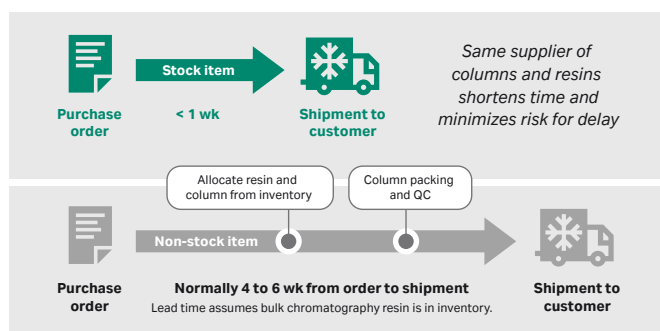 Stock item
Purchase
order
< 1 wk
Shipment to
customer
Same supplier of
columns and resins
shortens time and
minimizes risk for delay
Allocate resin and
column from inventory
Column packing
and QC
Non-stock item
Purchase
order
Normally 4 to 6 wk from order to shipment
Lead time assumes bulk chromatography resin is in inventory.
Shipment to
customer